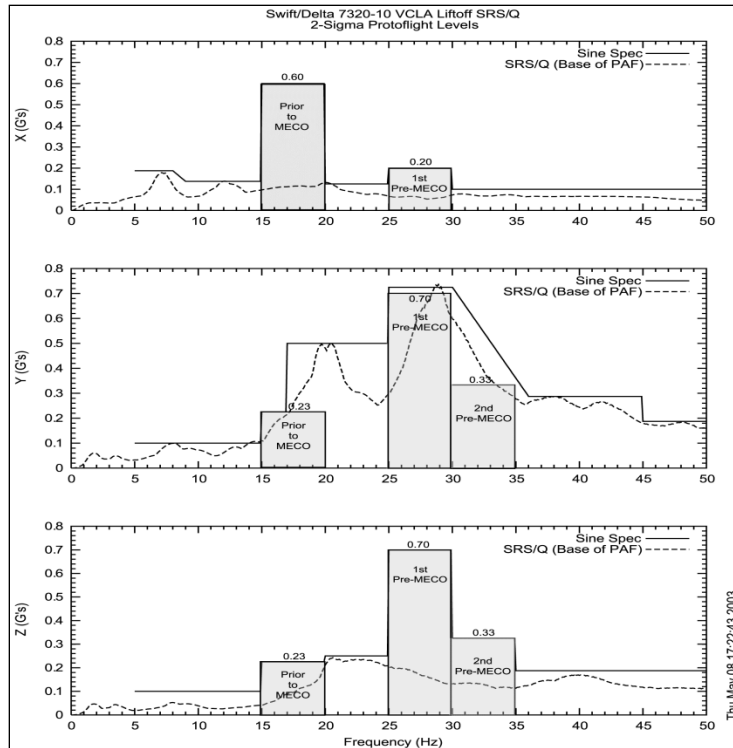 Swift/Delta 7320-10 VCLA Liftoff SRS/Q
2-Sigma Protoflight Levels
X (G's)
0.8
0.7
0.6
0.5
0.4
0.3
0.2
0.1
0
Sine Spec
SRS/Q (Base of PAF)
0.60
Prior
to
MECO
0.20
1st
Pre-MECO
0 5 10 15 20 25 30 35 40 45 50
Y (G's)
0.8
0.7
0.6
0.5
0.4
0.3
0.2
0.1
0
Sine Spec
SRS/Q (Base of PAF)
0.23
Prior
to
MECO
0.70
1st
Pre-MECO
0.33
2nd
Pre-MECO
0 5 10 15 20 25 30 35 40 45 50
Z (G's)
0.8
0.7
0.6
0.5
0.4
0.3
0.2
0.1
0
Sine Spec
SRS/Q (Base of PAF)
0.23
Prior
to
MECO
0.70
1st
Pre-MECO
0.33
2nd
Pre-MECO
0 5 10 15 20 25 30 35 40 45 50
Frequency (Hz)
Thu May 08 17:22:43 2003